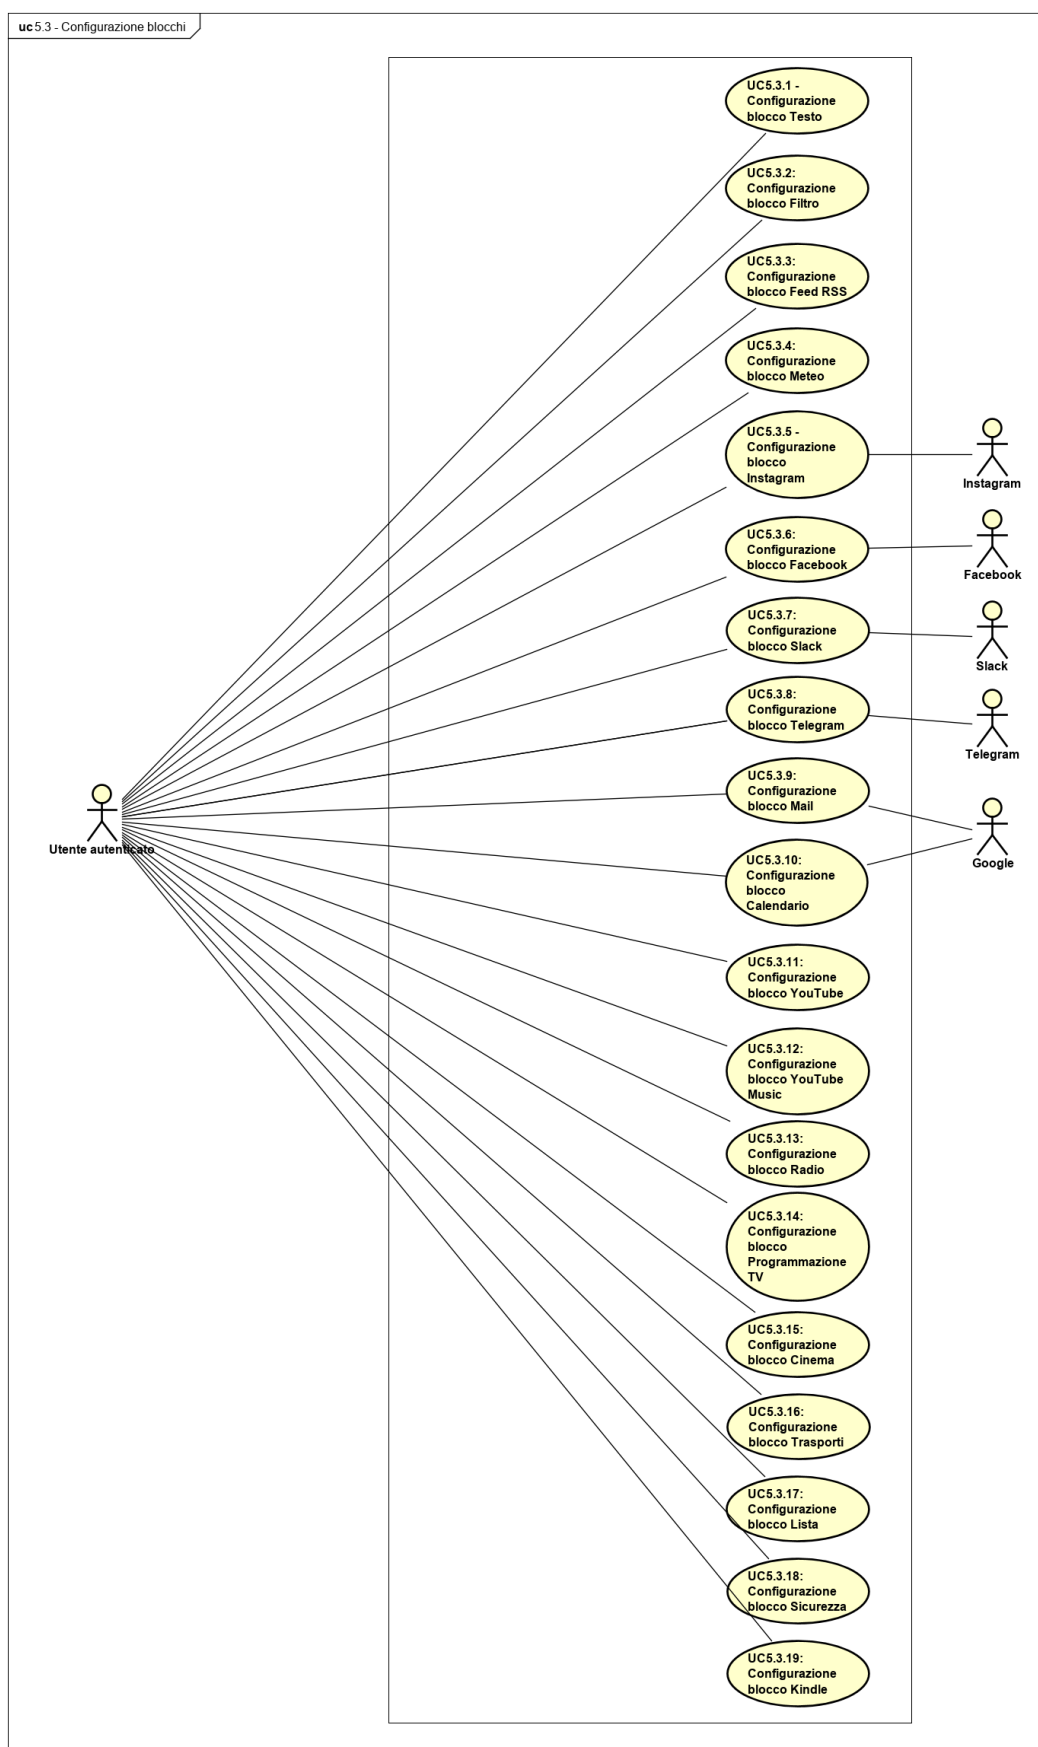 uc 5.3 - Configurazione blocchi
UC5.3.1 -
Configurazione
blocco Testo
UC5.3.2:
Configurazione
blocco Filtro
UC5.3.3:
Configurazione
blocco Feed RSS
UC5.3.4:
Configurazione
blocco Meteo
UC5.3.5 -
Configurazione
blocco
Instagram
Instagram
UC5.3.6:
Configurazione
blocco Facebook
Facebook
UC5.3.7:
Configurazione
blocco Slack
Slack
UC5.3.8:
Configurazione
blocco Telegram
Telegram
UC5.3.9:
Configurazione
blocco Mail
Utente autenticato
Google
UC5.3.10:
Configurazione
blocco
Calendario
UC5.3.11:
Configurazione
blocco YouTube
UC5.3.12:
Configurazione
blocco YouTube
Music
UC5.3.13:
Configurazione
blocco Radio
UC5.3.14:
Configurazione
blocco
Programmazione
TV
UC5.3.15:
Configurazione
blocco Cinema
UC5.3.16:
Configurazione
blocco Trasporti
UC5.3.17:
Configurazione
blocco Lista
UC5.3.18:
Configurazione
blocco Sicurezza
UC5.3.19:
Configurazione
blocco Kindle